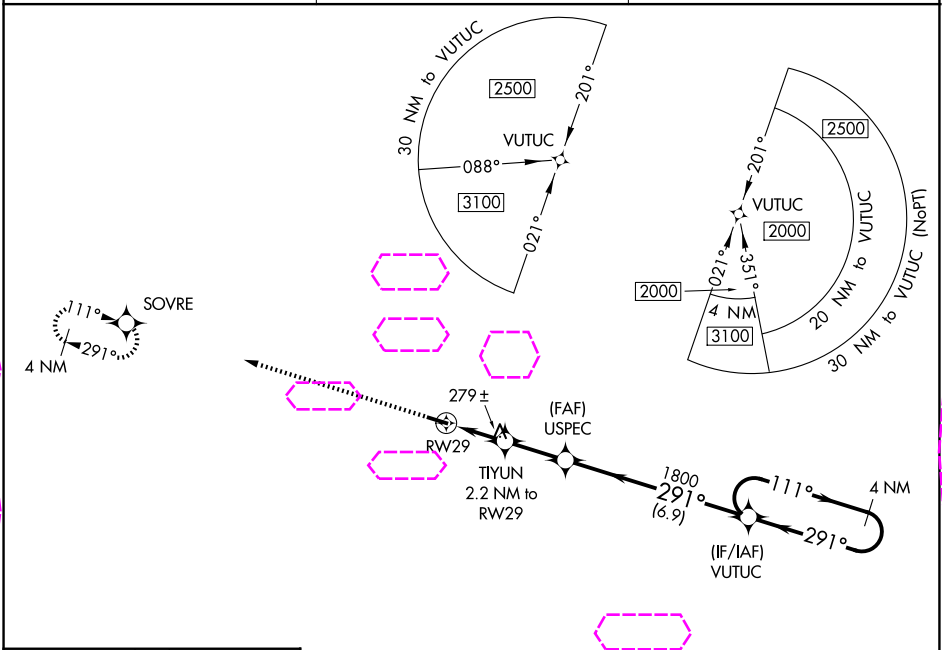 30 NM to VUTUC
2500
201°
VUTUC
088°
3100
021°
2500
201°
VUTUC
2000
021°
351°
2000
4 NM
3100
20 NM to VUTUC
30 NM to VUTUC (NoPT)
SOVRE
111°
291°
4 NM
279±
RW29
TIYUN
2.2 NM to
RW29
(FAF)
USPEC
1800
291°
(6.9)
111°
4 NM
291°
(IF/IAF)
VUTUC